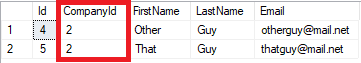 Id CompanyId FirstName LastName Email
1 4 2 Other Guy otherguy@mail.net
2 5 2 That Guy thatguy@mail.net